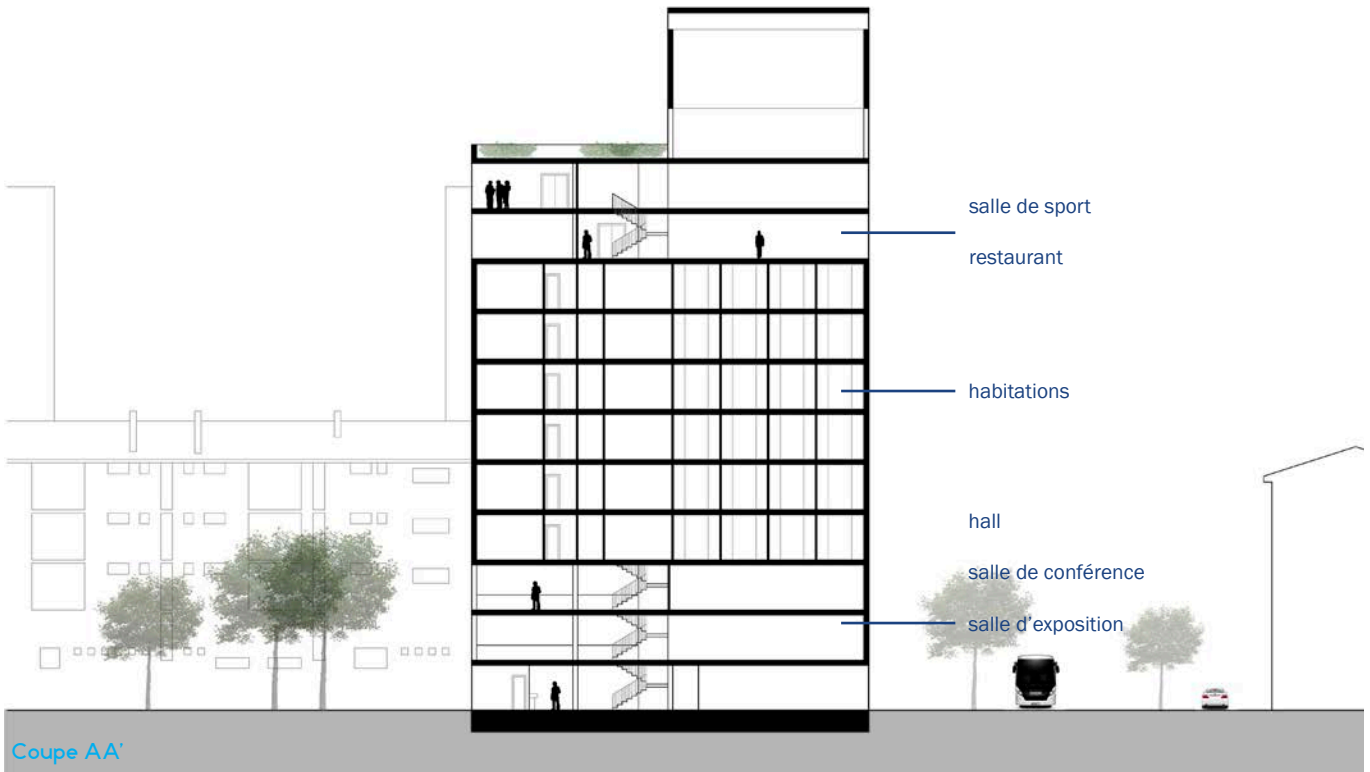 salle de sport
restaurant
habitations
hall
salle de conférence
salle d'exposition
Coupe AA'